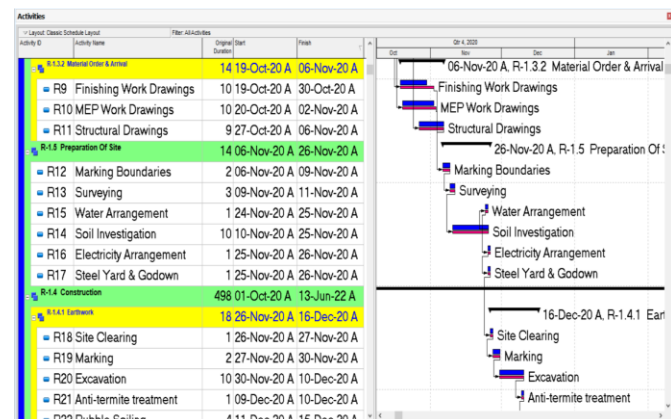 Activities
Layout: Classic Schedule Layout Filter: All Activities
Activity ID Activity Name Original Duration Start Finish
Qtr 4, 2020
Oct Nov Dec Jan
R-1.3.2 Material Order & Arrival 14 19-Oct-20 A 06-Nov-20 A
06-Nov-20 A, R-1.3.2 Material Order & Arrival
R9 Finishing Work Drawings 10 19-Oct-20 A 30-Oct-20 A
Finishing Work Drawings
R10 MEP Work Drawings 10 20-Oct-20 A 02-Nov-20 A
MEP Work Drawings
R11 Structural Drawings 9 27-Oct-20 A 06-Nov-20 A
Structural Drawings
R-1.5 Preparation Of Site 14 06-Nov-20 A 26-Nov-20 A
26-Nov-20 A, R-1.5 Preparation Of
R12 Marking Boundaries 2 06-Nov-20 A 09-Nov-20 A
Marking Boundaries
R13 Surveying 3 09-Nov-20 A 11-Nov-20 A
Surveying
R15 Water Arrangement 1 24-Nov-20 A 25-Nov-20 A
Water Arrangement
R14 Soil Investigation 10 10-Nov-20 A 25-Nov-20 A
Soil Investigation
R16 Electricity Arrangement 1 25-Nov-20 A 26-Nov-20 A
Electricity Arrangement
R17 Steel Yard & Godown 1 25-Nov-20 A 26-Nov-20 A
Steel Yard & Godown
R-1.4 Construction 498 01-Oct-20 A 13-Jun-22 A
R-1.4.1 Earthwork 18 26-Nov-20 A 16-Dec-20 A
16-Dec-20 A, R-1.4.1
R18 Site Clearing 1 26-Nov-20 A 27-Nov-20 A
Site Clearing
R19 Marking 2 27-Nov-20 A 30-Nov-20 A
Marking
R20 Excavation 10 30-Nov-20 A 10-Dec-20 A
Excavation
R21 Anti-termite treatment 1 09-Dec-20 A 10-Dec-20 A
Anti-termite treatment